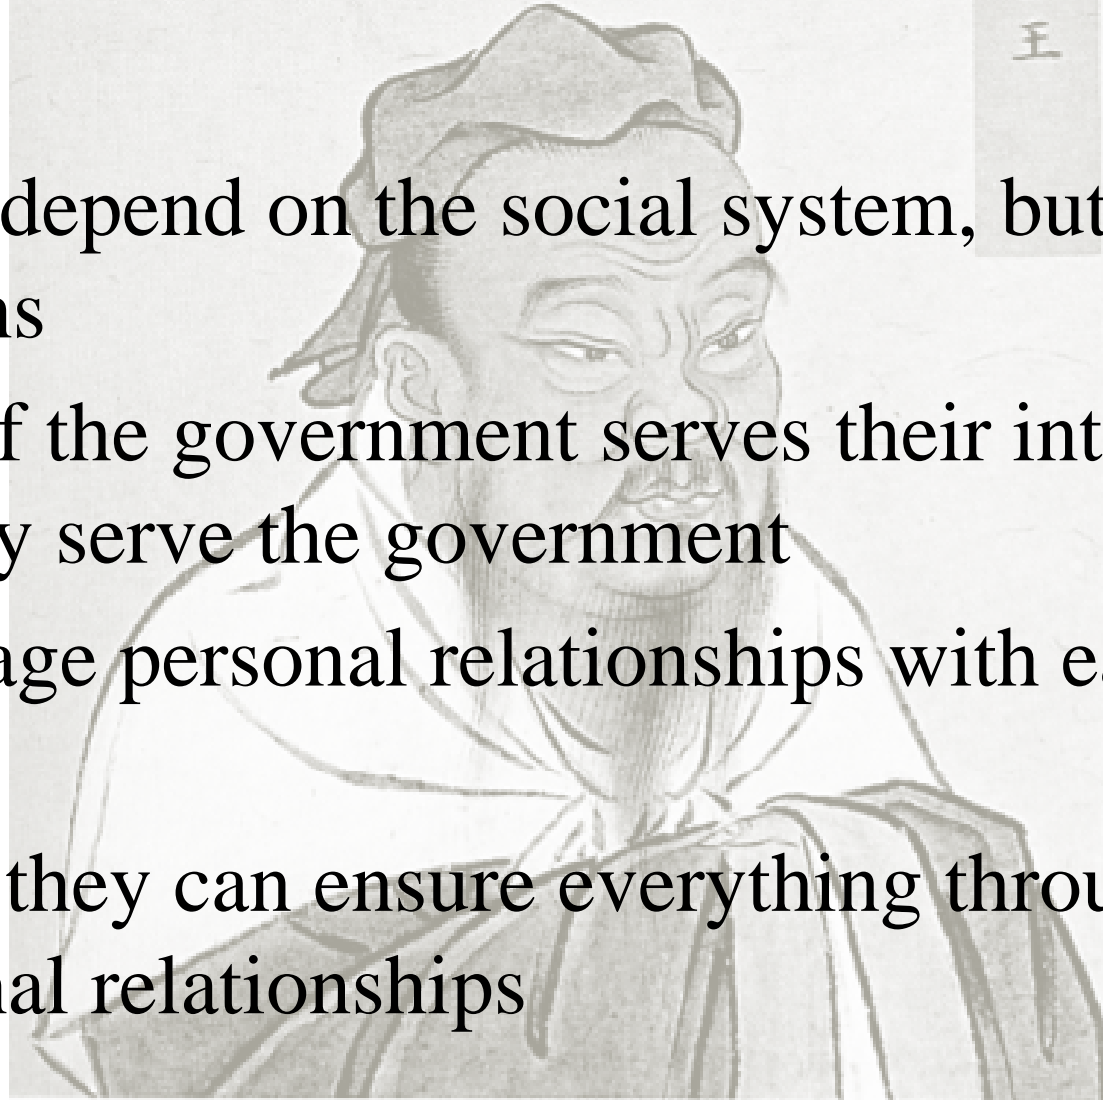 王
depend on the social system, but
ns
f the government serves their int
y serve the government
age personal relationships with ea
they can ensure everything throu
nal relationships